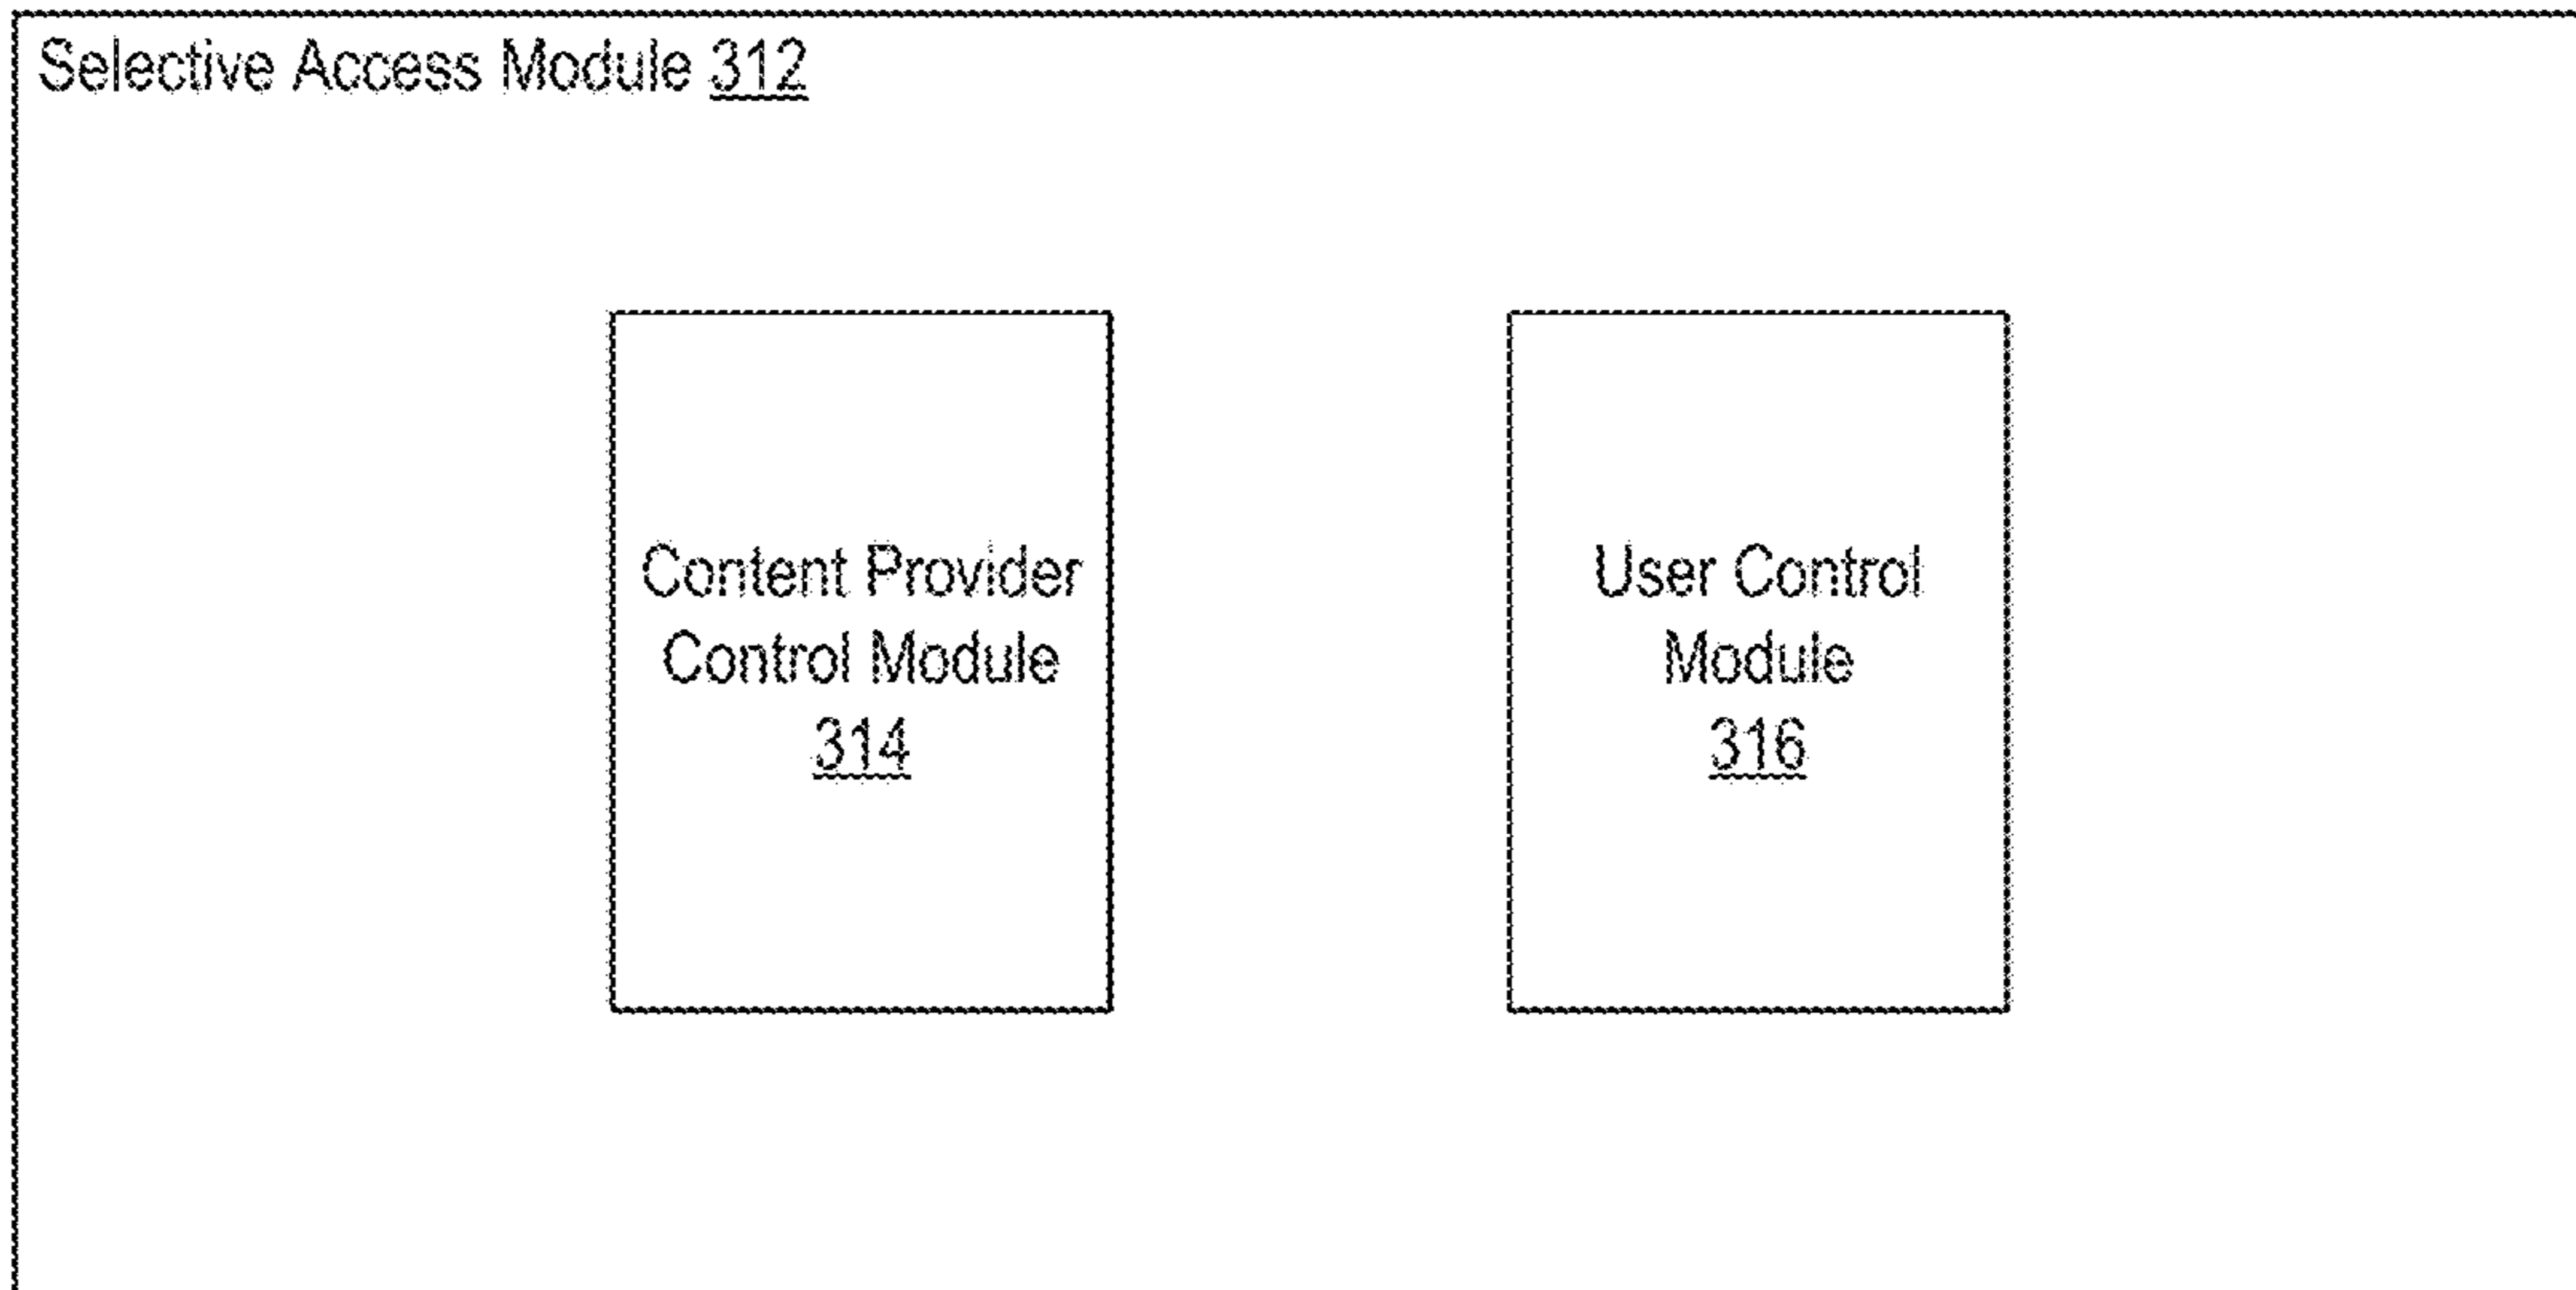 Selective Access Module 312
Content Provider
Control Module
314
User Control
Module
316